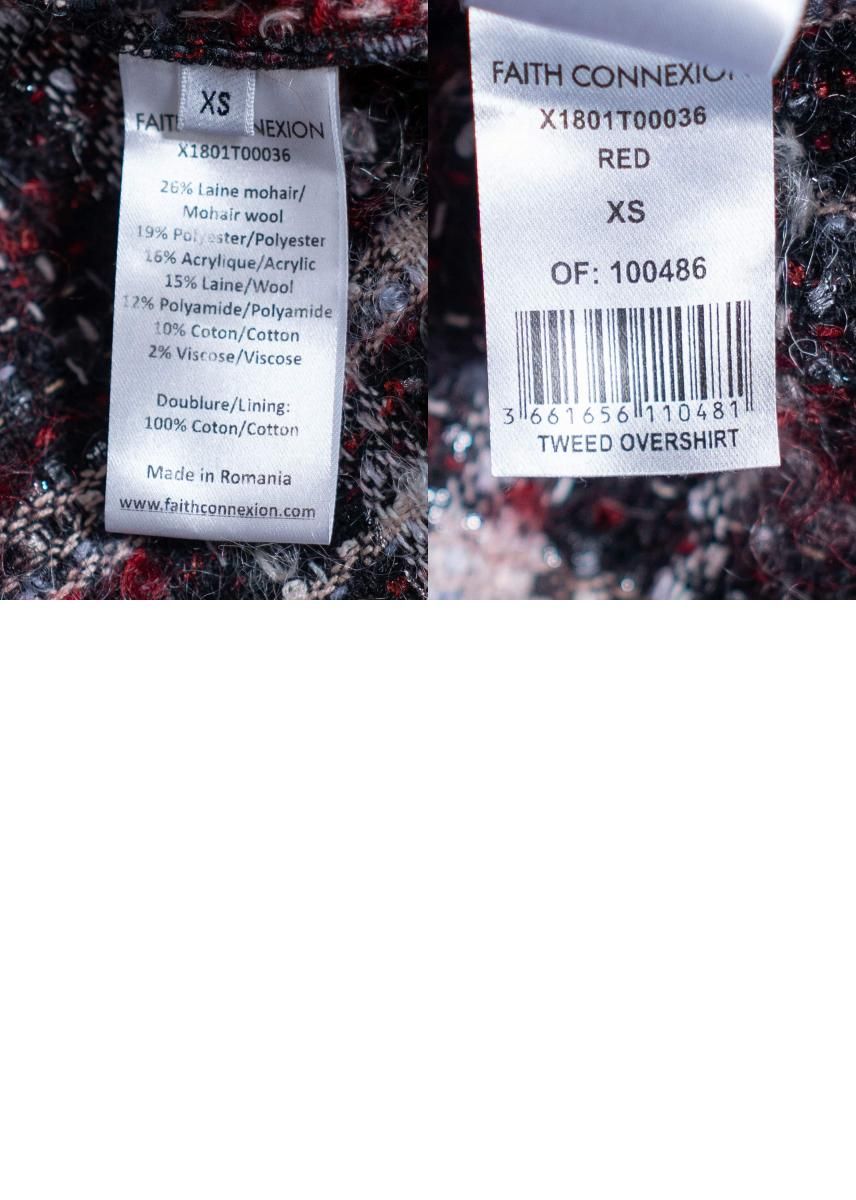 XS
FAIT NEXION
X1801T00036
26% Laine mohair/
Mohair wool
19% Polyester/Polyester
16% Acrylique/Acrylic
15% Laine/Wool
12% Polyamide/Polyamide
10% Coton/Cotton
2% Viscose/Viscose
Doublure/Lining:
100% Coton/Cotton
Made in Romania
www.faithconnexion.com
FAITH CONNEXION
X1801T00036
RED
XS
OF: 100486
3 661656 110481
TWEED OVERSHIRT